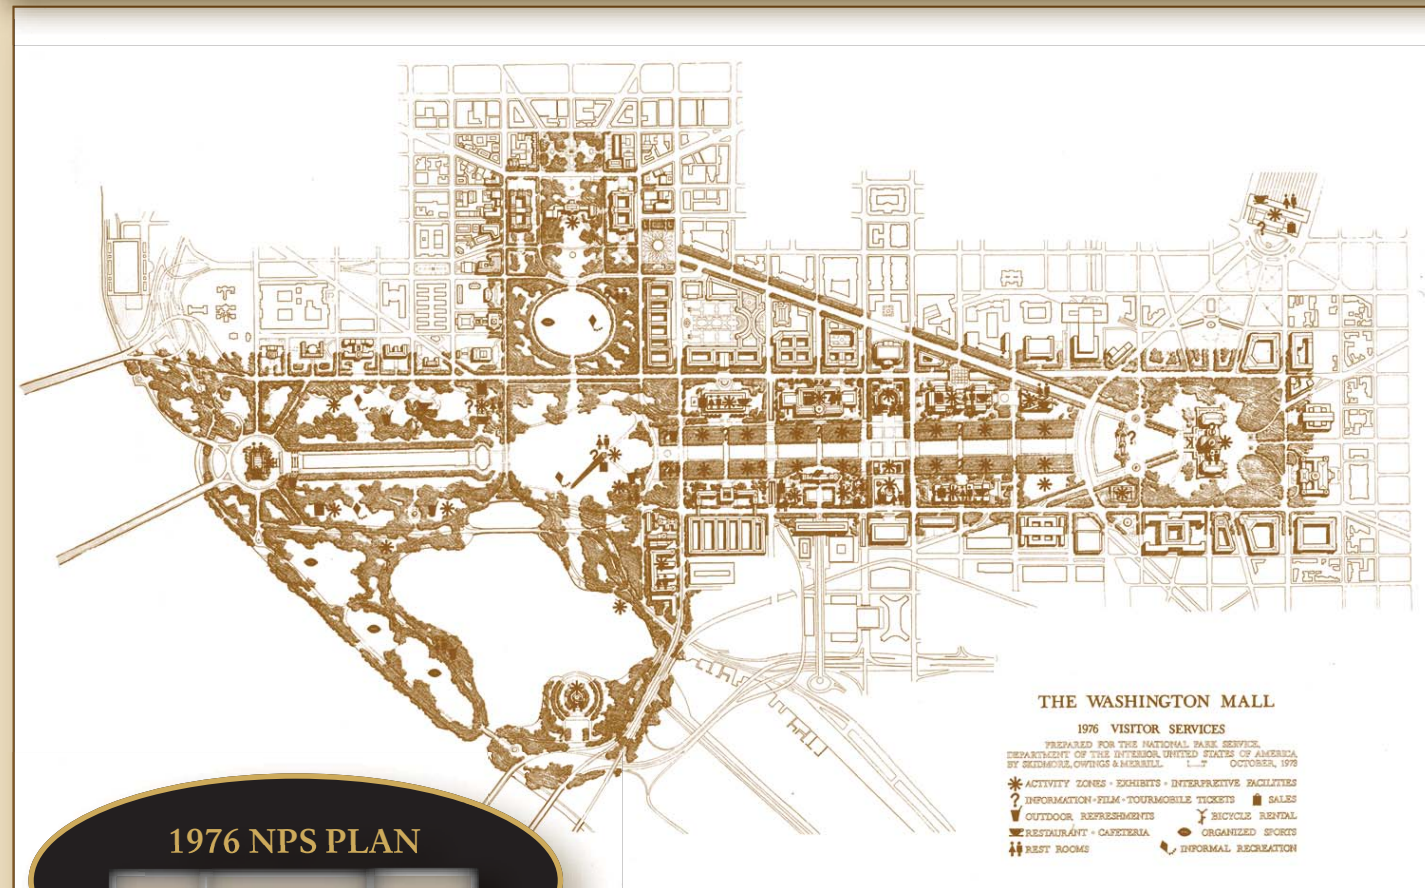 THE WASHINGTON MALL
1976 VISITOR SERVICES
PREPARED FOR THE NATIONAL PARK SERVICE,
DEPARTMENT OF THE INTERIOR, UNITED STATES OF AMERICA
BY SKIDMORE, OWINGS & MERRILL OCTOBER, 1973
ACTIVITY ZONES • EXHIBITS • INTERPRETIVE FACILITIES
INFORMATION • FILM • TOURMOBILE TICKETS SALES
OUTDOOR REFRESHMENTS BICYCLE RENTAL
RESTAURANT • CAFETERIA ORGANIZED SPORTS
REST ROOMS INFORMAL RECREATION
1976 NPS PLAN